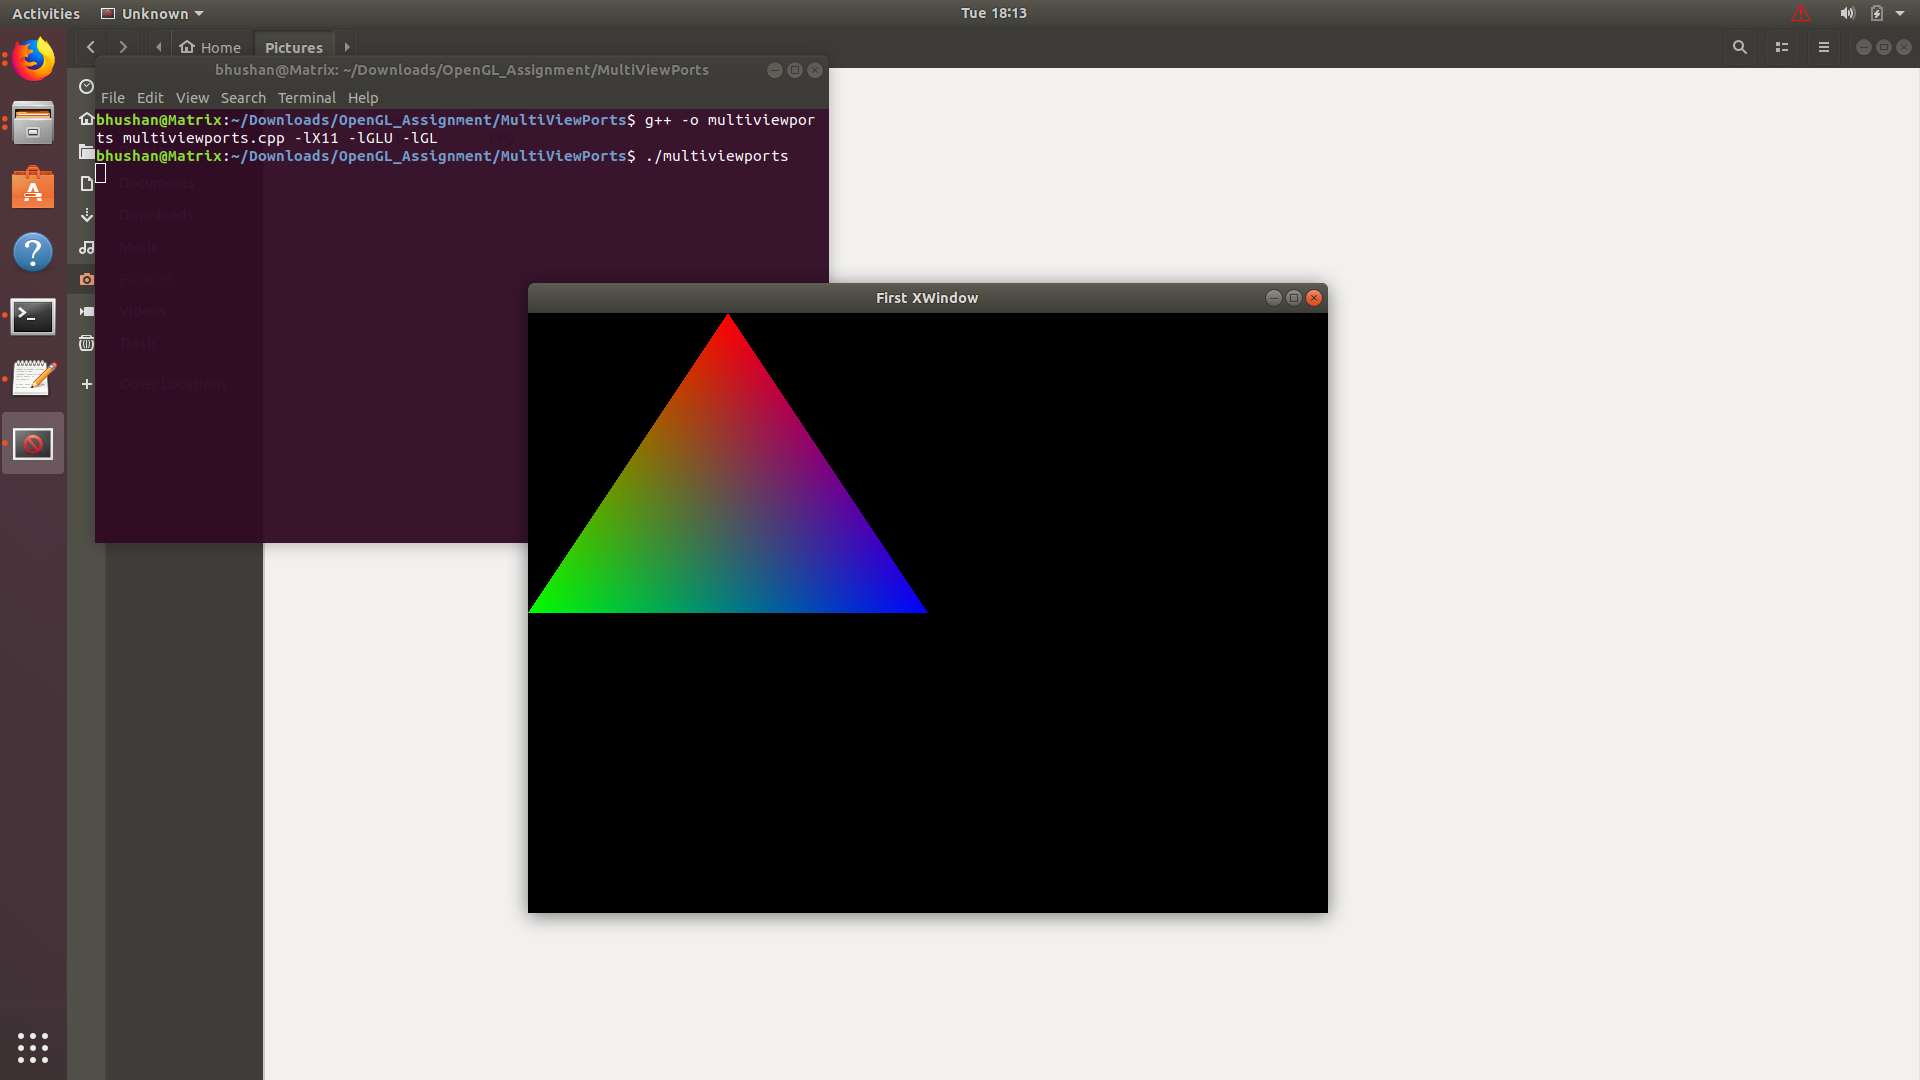 Activities Unknown Tue 18:13
Home Pictures
bhushan@Matrix: ~/Downloads/OpenGL_Assignment/MultiViewPorts
File Edit View Search Terminal Help
bhushan@Matrix:~/Downloads/OpenGL_Assignment/MultiViewPorts$ g++ -o multiviewpor
ts multiviewports.cpp -lX11 -lGLU -lGL
bhushan@Matrix:~/Downloads/OpenGL_Assignment/MultiViewPorts$ ./multiviewports
Documents
Downloads
Music
Pictures
Videos
Trash
Other Locations
First XWindow